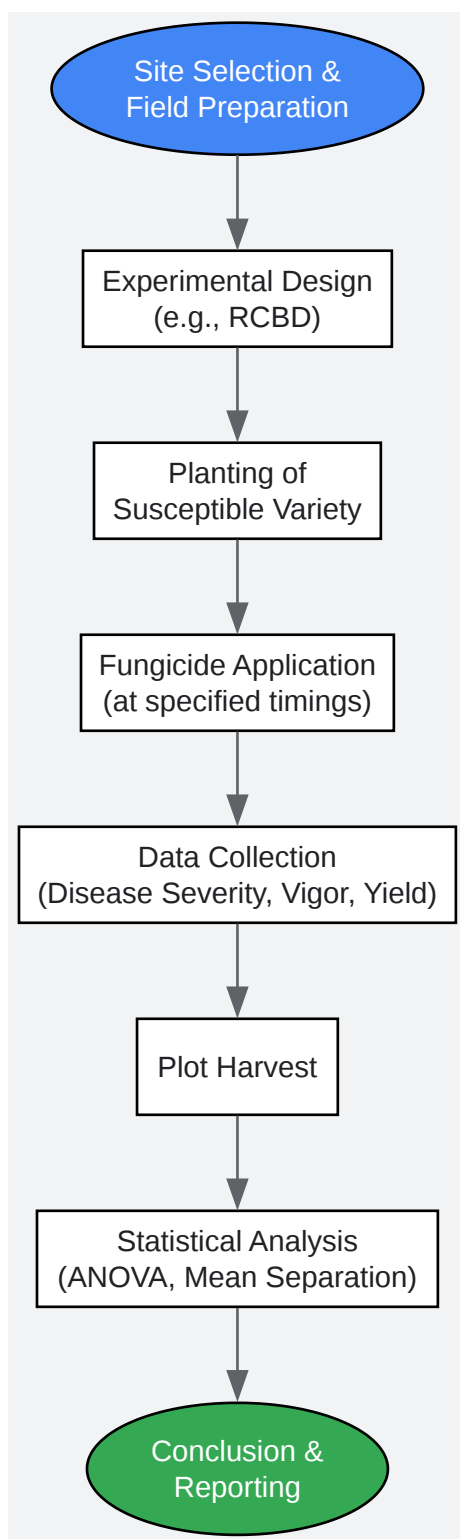 Site Selection &
Field Preparation
Experimental Design
(e.g., RCBD)
Planting of
Susceptible Variety
Fungicide Application
(at specified timings)
Data Collection
(Disease Severity, Vigor, Yield)
Plot Harvest
Statistical Analysis
(ANOVA, Mean Separation)
Conclusion &
Reporting